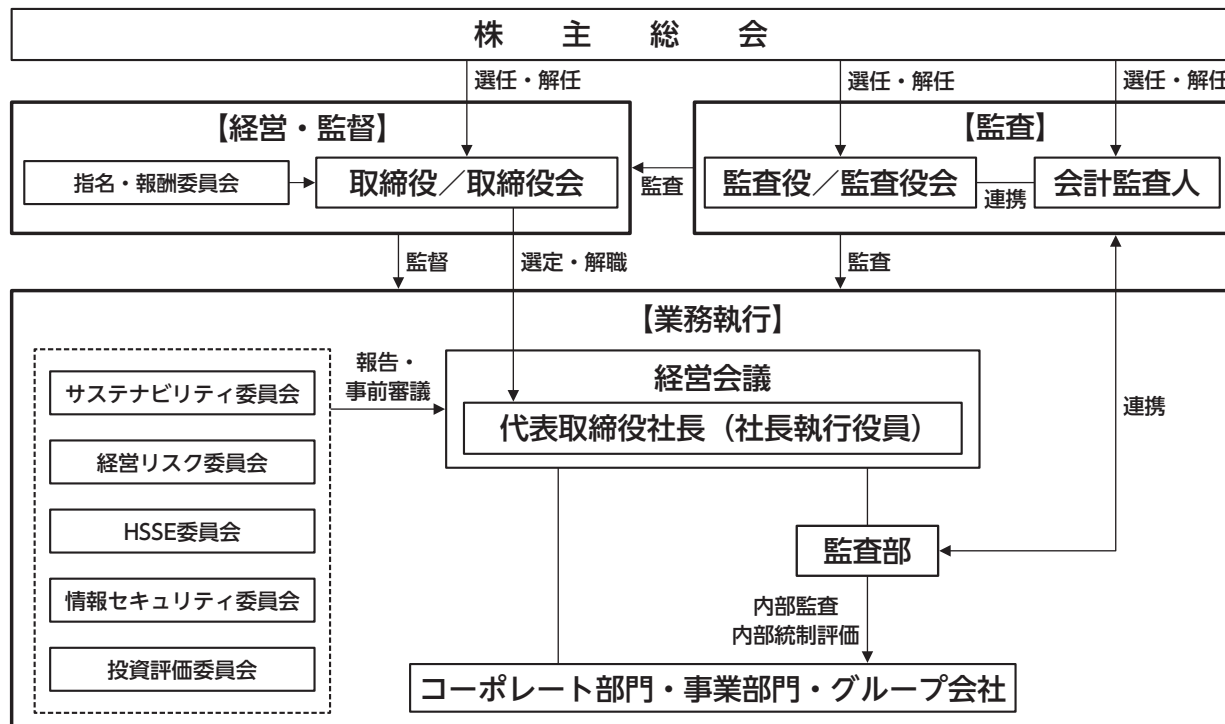 株主総会
選任・解任
選任・解任
選任・解任
【経営・監督】
【監査】
指名・報酬委員会
取締役／取締役会
監査
監査役／監査役会
連携
会計監査人
監督
選定・解職
監査
【業務執行】
サステナビリティ委員会
経営リスク委員会
HSSE委員会
情報セキュリティ委員会
投資評価委員会
報告・
事前審議
経営会議
代表取締役社長（社長執行役員）
連携
監査部
内部監査
内部統制評価
コーポレート部門・事業部門・グループ会社